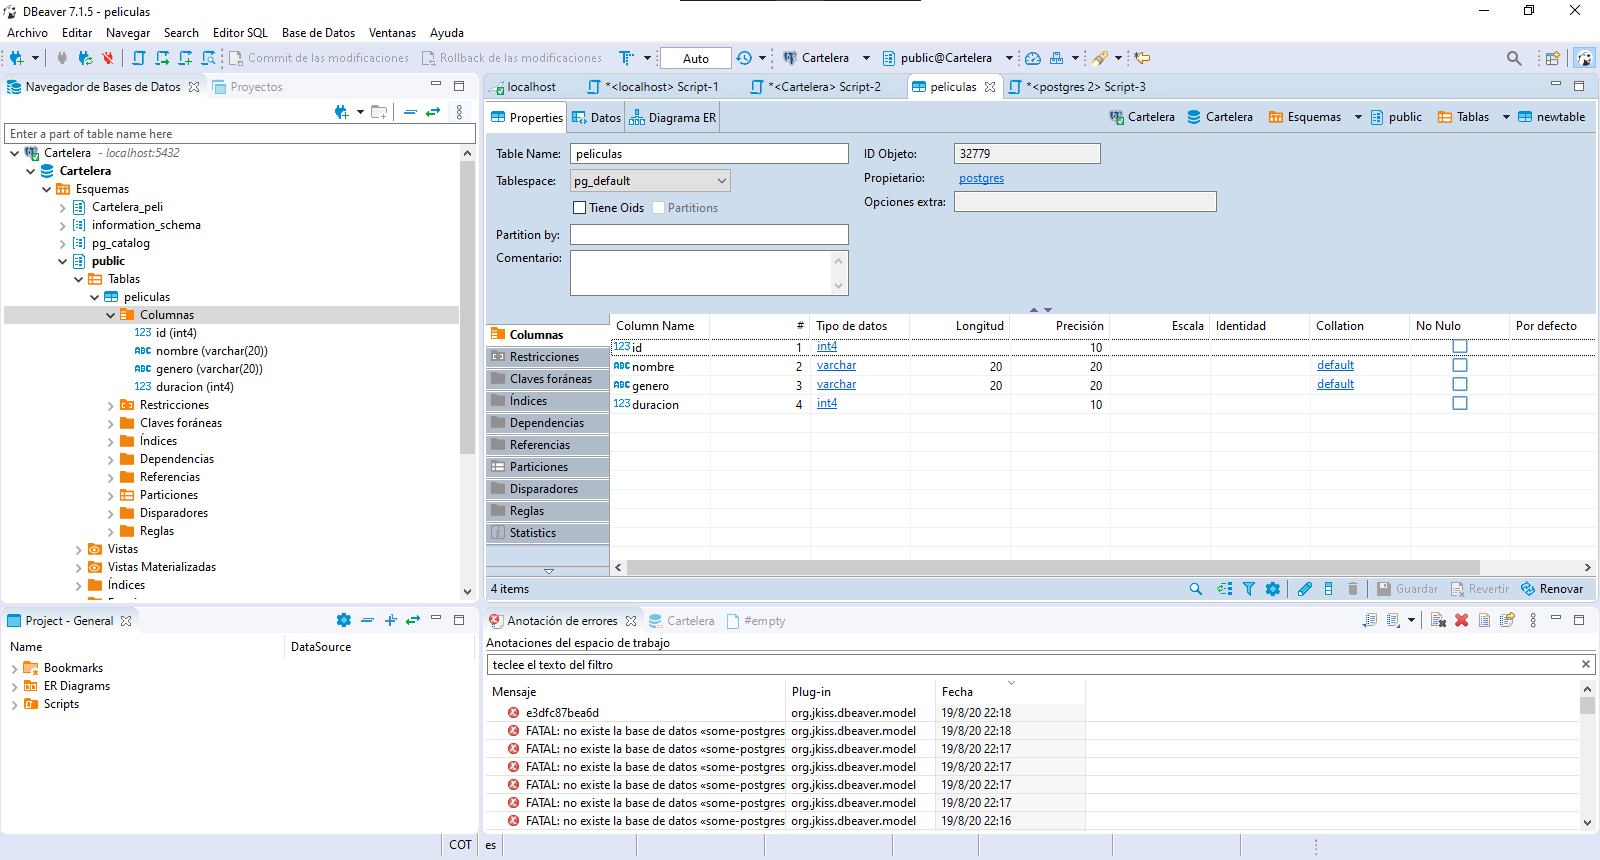 DBeaver 7.1.5 - peliculas
Archivo Editar Navegar Search Editor SQL Base de Datos Ventanas Ayuda
Commit de las modificaciones Rollback de las modificaciones Auto Cartelera public@Cartelera
Navegador de Bases de Datos Proyectos
Enter a part of table name here
Cartelera - localhost:5432
Cartelera
Esquemas
Cartelera_peli
information_schema
pg_catalog
public
Tablas
peliculas
Columnas
id (int4)
nombre (varchar(20))
genero (varchar(20))
duracion (int4)
Restricciones
Claves foráneas
Índices
Dependencias
Referencias
Particiones
Disparadores
Reglas
Vistas
Vistas Materializadas
Índices
Project - General
Name DataSource
Bookmarks
ER Diagrams
Scripts
localhost *<localhost> Script-1 *<Cartelera> Script-2 peliculas *<postgres 2> Script-3
Properties Datos Diagrama ER Cartelera Cartelera Esquemas public Tablas newtable
Table Name: peliculas ID Objeto: 32779
Tablespace: pg_default Propietario: postgres
Tiene Oids Partitions Opciones extra:
Partition by:
Comentario:
Columnas
Restricciones
Claves foráneas
Índices
Dependencias
Referencias
Particiones
Disparadores
Reglas
Statistics
Column Name # Tipo de datos Longitud Precisión Escala Identidad Collation No Nulo Por defecto
123 id 1 int4 10
ABC nombre 2 varchar 20 20 default
ABC genero 3 varchar 20 20 default
123 duracion 4 int4 10
4 items Guardar Revertir Renovar
Anotación de errores Cartelera #empty
Anotaciones del espacio de trabajo
teclee el texto del filtro
Mensaje Plug-in Fecha
e3dfc87bea6d org.jkiss.dbeaver.model 19/8/20 22:18
FATAL: no existe la base de datos «some-postgres org.jkiss.dbeaver.model 19/8/20 22:18
FATAL: no existe la base de datos «some-postgres org.jkiss.dbeaver.model 19/8/20 22:17
FATAL: no existe la base de datos «some-postgres org.jkiss.dbeaver.model 19/8/20 22:17
FATAL: no existe la base de datos «some-postgres org.jkiss.dbeaver.model 19/8/20 22:17
FATAL: no existe la base de datos «some-postgres org.jkiss.dbeaver.model 19/8/20 22:17
FATAL: no existe la base de datos «some-postgres org.jkiss.dbeaver.model 19/8/20 22:16
COT es